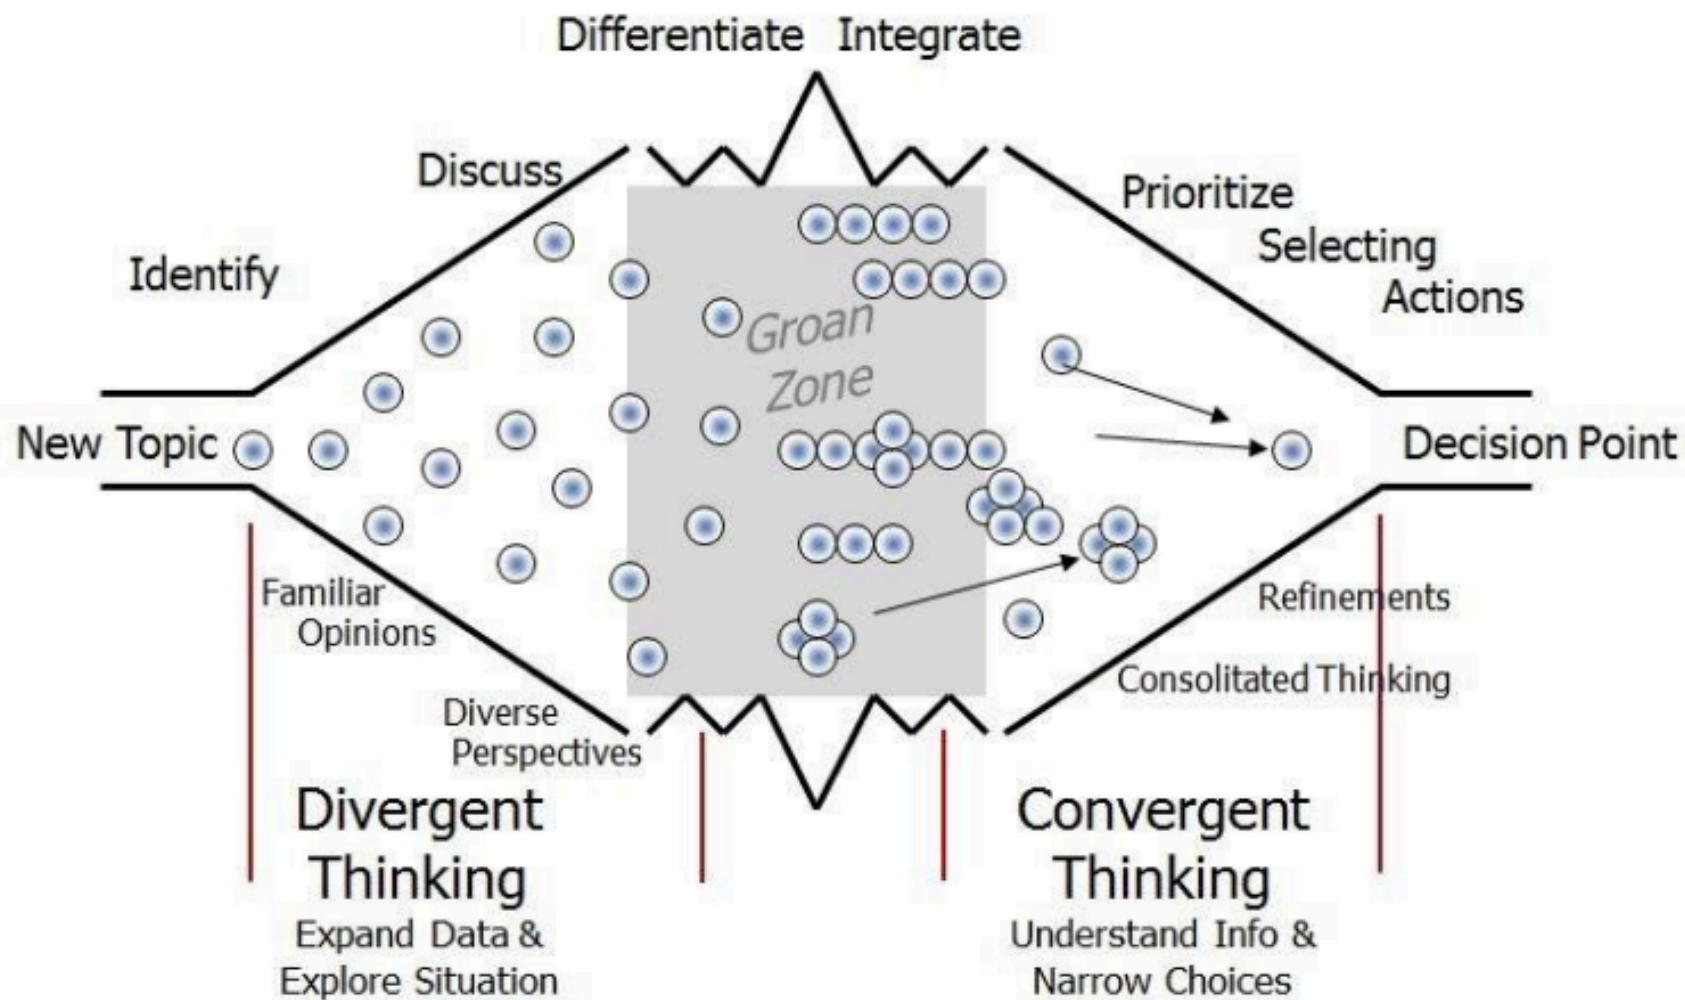 Differentiate Integrate
Discuss
Identify
Prioritize
Selecting
Actions
Groan
Zone
New Topic
Decision Point
Familiar
Opinions
Diverse
Perspectives
Refinements
Consolitated Thinking
Divergent
Thinking
Expand Data &
Explore Situation
Convergent
Thinking
Understand Info &
Narrow Choices